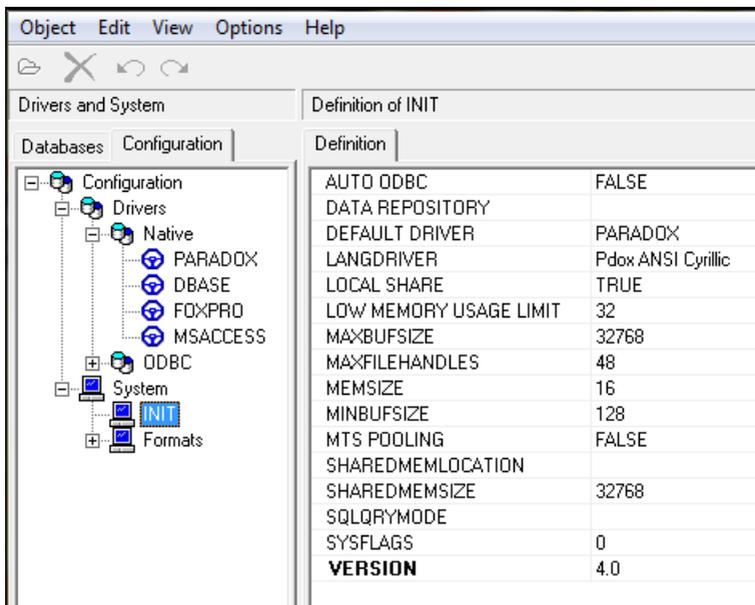 Object Edit View Options Help
Drivers and System
Definition of INIT
Databases Configuration
Definition
Configuration
Drivers
Native
PARADOX
DBASE
FOXPRO
MSACCESS
ODBC
System
INIT
Formats
AUTO ODBC FALSE
DATA REPOSITORY
DEFAULT DRIVER PARADOX
LANGDRIVER Pdox ANSI Cyrillic
LOCAL SHARE TRUE
LOW MEMORY USAGE LIMIT 32
MAXBUFSIZE 32768
MAXFILEHANDLES 48
MEMSIZE 16
MINBUFSIZE 128
MTS POOLING FALSE
SHAREDMEMLOCATION
SHAREDMEMSIZE 32768
SQLQRYMODE
SYSFLAGS 0
VERSION 4.0